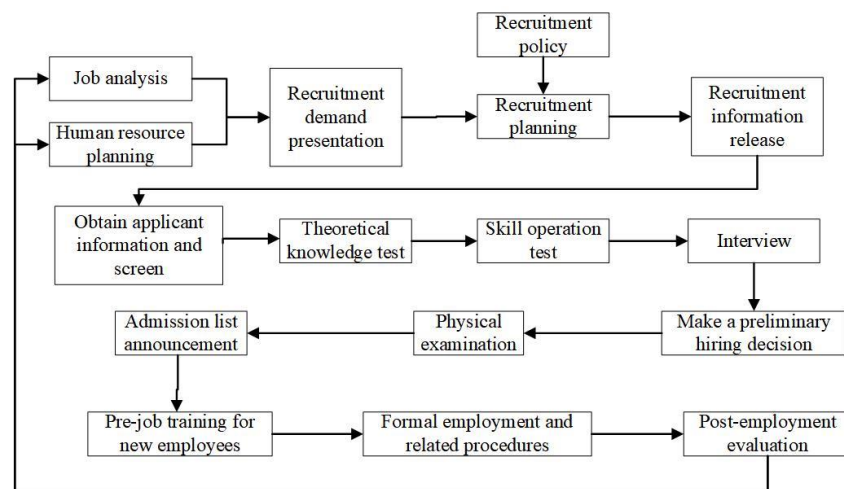 Recruitment
policy
Job analysis
Recruitment
demand
presentation
Recruitment
planning
Recruitment
information
release
Human resource
planning
Obtain applicant
information and
screen
Theoretical
knowledge test
Skill operation
test
Interview
Admission list
announcement
Physical
examination
Make a preliminary
hiring decision
Pre-job training for
new employees
Formal employment and
related procedures
Post-employment
evaluation